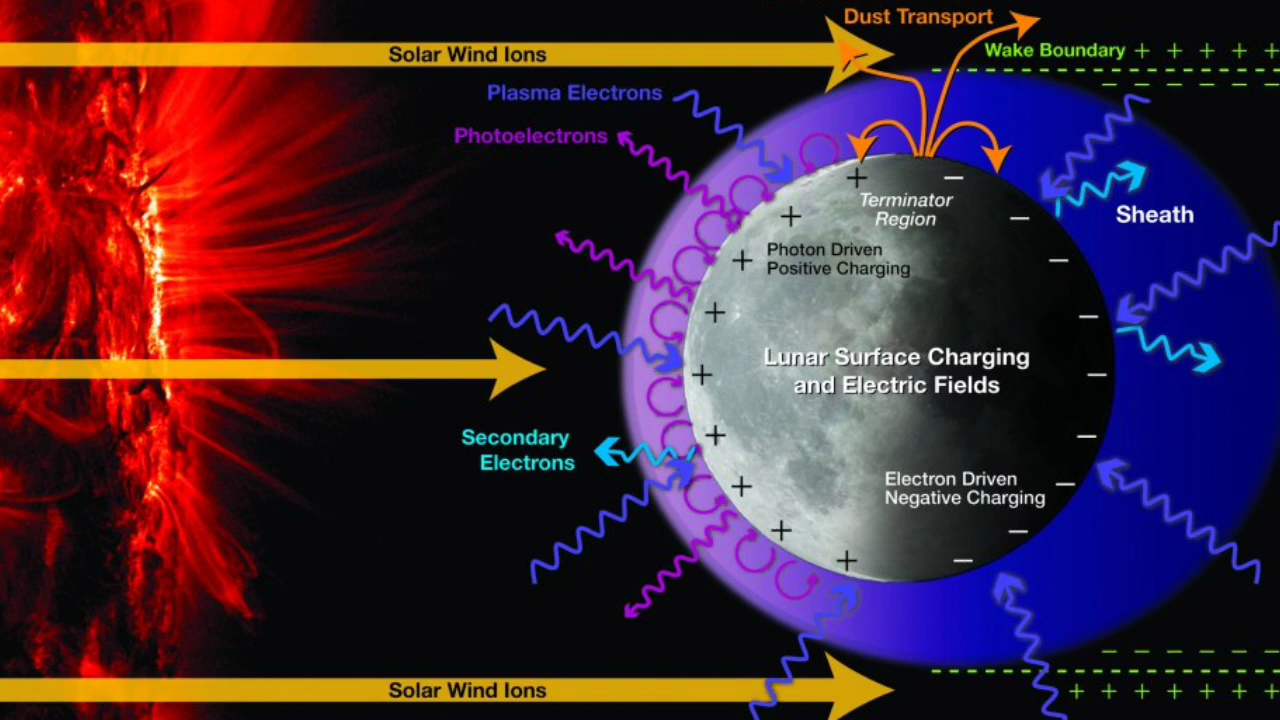 Dust Transport
Solar Wind Ions
Wake Boundary + + + +
Plasma Electrons
Photoelectrons
Terminator
Region
Sheath
Photon Driven
Positive Charging
Lunar Surface Charging
and Electric Fields
Secondary
Electrons
Electron Driven
Negative Charging
Solar Wind Ions